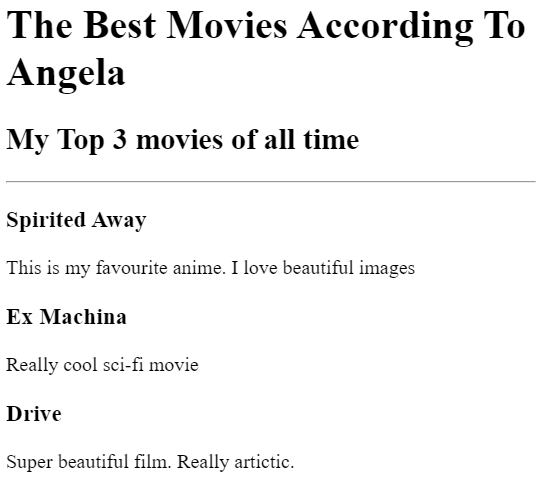 The Best Movies According To
Angela
My Top 3 movies of all time
Spirited Away
This is my favourite anime. I love beautiful images
Ex Machina
Really cool sci-fi movie
Drive
Super beautiful film. Really artictic.